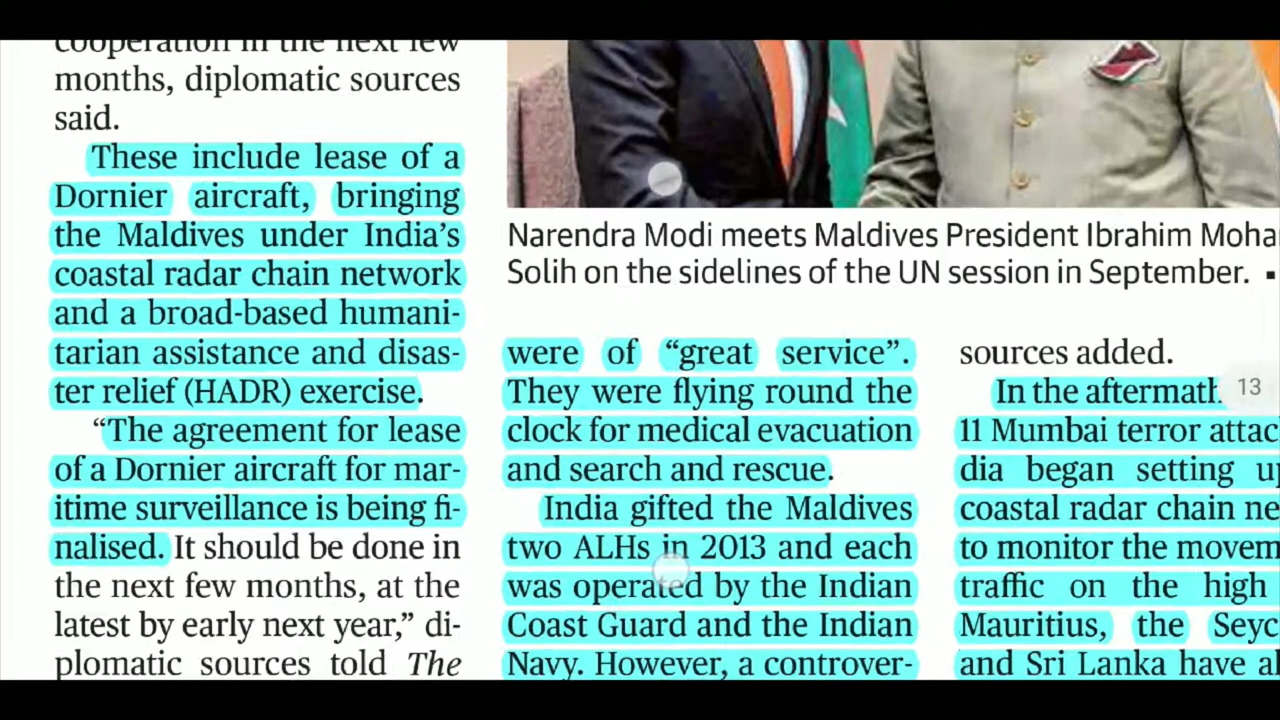 cooperation in the next few
months, diplomatic sources
said.
These include lease of a
Dornier aircraft, bringing
the Maldives under India's
coastal radar chain network
and a broad-based humani-
tarian assistance and disas-
ter relief (HADR) exercise.
“The agreement for lease
of a Dornier aircraft for mar-
itime surveillance is being fi-
nalised. It should be done in
the next few months, at the
latest by early next year,” di-
plomatic sources told The
Narendra Modi meets Maldives President Ibrahim Moha
Solih on the sidelines of the UN session in September.
were of “great service”.
They were flying round the
clock for medical evacuation
and search and rescue.
India gifted the Maldives
two ALHs in 2013 and each
was operated by the Indian
Coast Guard and the Indian
Navy. However, a controver-
sources added.
In the aftermath
11 Mumbai terror attac
dia began setting up
coastal radar chain ne
to monitor the movem
traffic on the high
Mauritius, the Seyc
and Sri Lanka have al
13